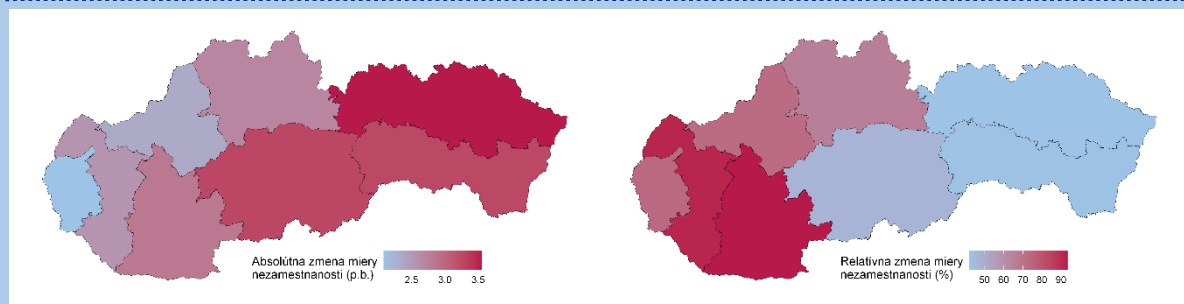 Absolútna zmena miery
nezamestnanosti (p.b.)
2.5 3.0 3.5
Relatívna zmena miery
nezamestnanosti (%)
50 60 70 80 90